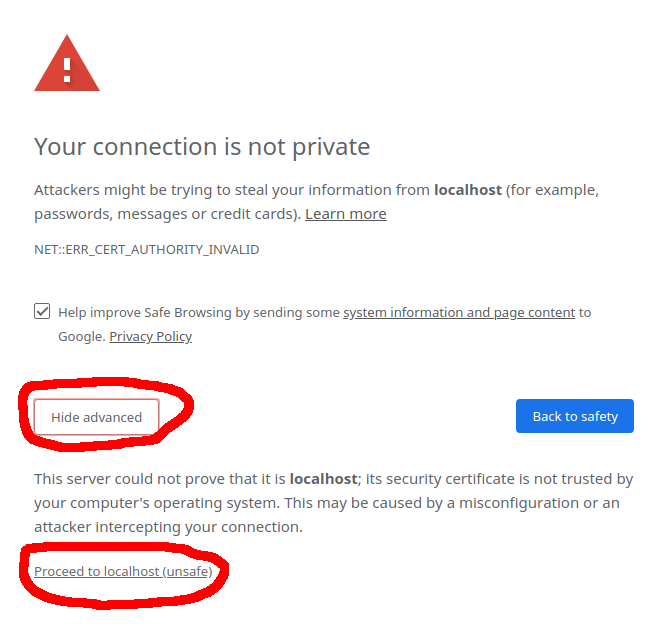 Your connection is not private
Attackers might be trying to steal your information from localhost (for example,
passwords, messages or credit cards). Learn more
NET::ERR_CERT_AUTHORITY_INVALID
Help improve Safe Browsing by sending some system information and page content to
Google. Privacy Policy
Hide advanced
Back to safety
This server could not prove that it is localhost; its security certificate is not trusted by
your computer's operating system. This may be caused by a misconfiguration or an
attacker intercepting your connection.
Proceed to localhost (unsafe)